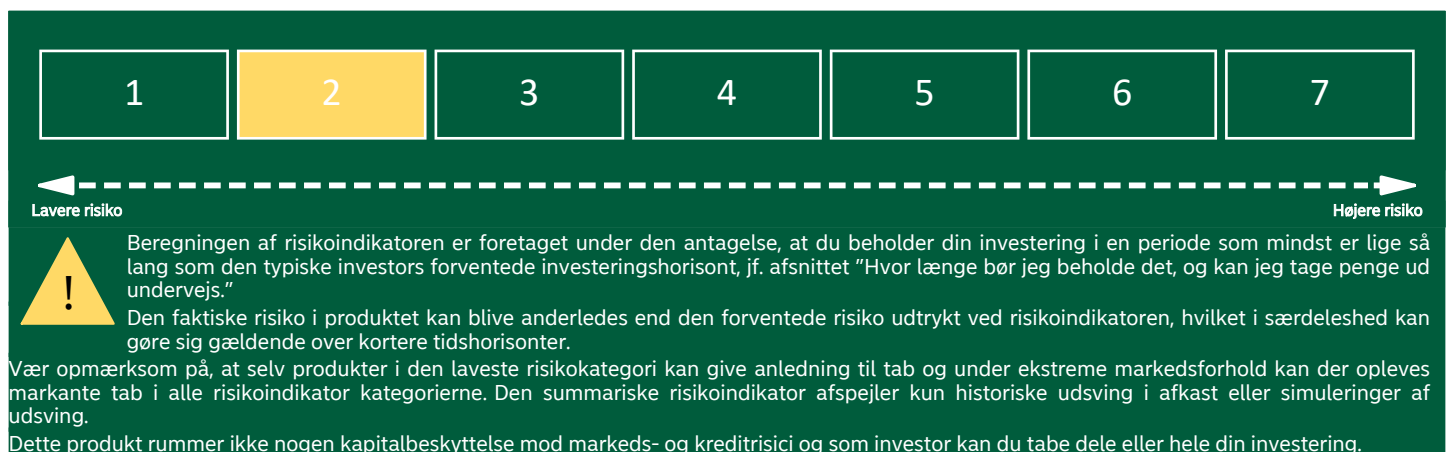 1 2 3 4 5 6 7
Lavere risiko Højere risiko
Beregningen af risikoindikatoren er foretaget under den antagelse, at du beholder din investering i en periode som mindst er lige så
lang som den typiske investors forventede investeringshorisont, jf. afsnittet ”Hvor længe bør jeg beholde det, og kan jeg tage penge ud
undervejs.”
!
Den faktiske risiko i produktet kan blive anderledes end den forventede risiko udtrykt ved risikoindikatoren, hvilket i særdeleshed kan
gøre sig gældende over kortere tidshorisonter.
Vær opmærksom på, at selv produkter i den laveste risikokategori kan give anledning til tab og under ekstreme markedsforhold kan der opleves
markante tab i alle risikoindikator kategorierne. Den summariske risikoindikator afspejler kun historiske udsving i afkast eller simuleringer af
udsving.
Dette produkt rummer ikke nogen kapitalbeskyttelse mod markeds- og kreditrisici og som investor kan du tabe dele eller hele din investering.